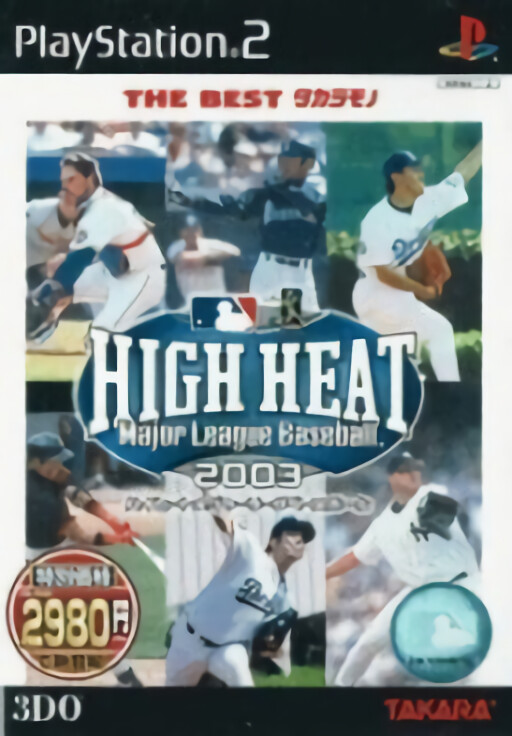 PlayStation.2
THE BEST タカラモノ
HIGH HEAT
Major League Baseball
2003
2980円
3DO
TAKARA